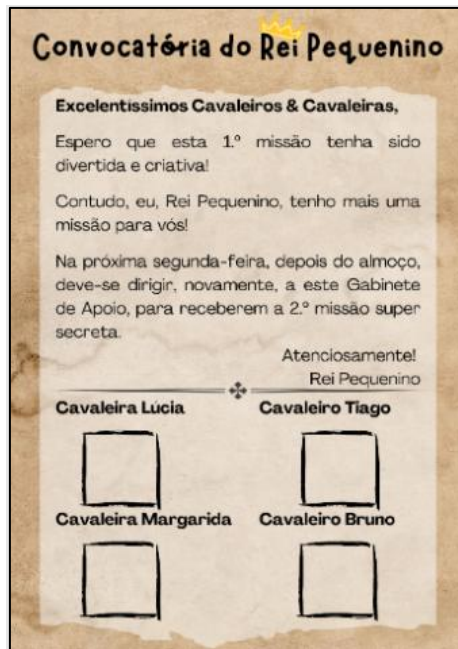 Convocatória do Rei Pequenino
Excelentíssimos Cavaleiros & Cavaleiras,
Espero que esta 1.º missão tenha sido
divertida e criativa!
Contudo, eu, Rei Pequenino, tenho mais uma
missão para vós!
Na próxima segunda-feira, depois do almoço,
deve-se dirigir, novamente, a este Gabinete
de Apoio, para receberem a 2.º missão super
secreta.
Atenciosamente!
Rei Pequenino
Cavaleira Lúcia Cavaleiro Tiago
Cavaleira Margarida Cavaleiro Bruno